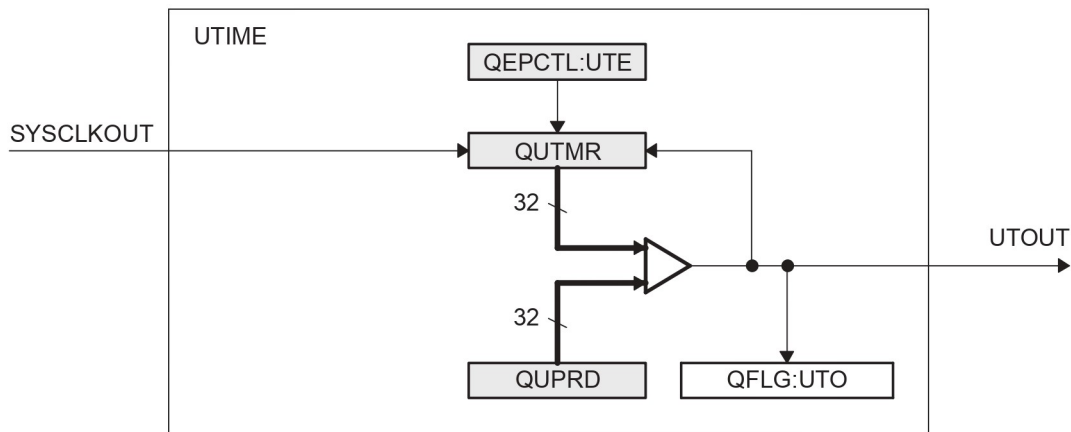 UTIME
QEPCTL:UTE
SYSCLKOUT
QUTMR
32
UTOUT
32
QUPRD
QFLG:UTO